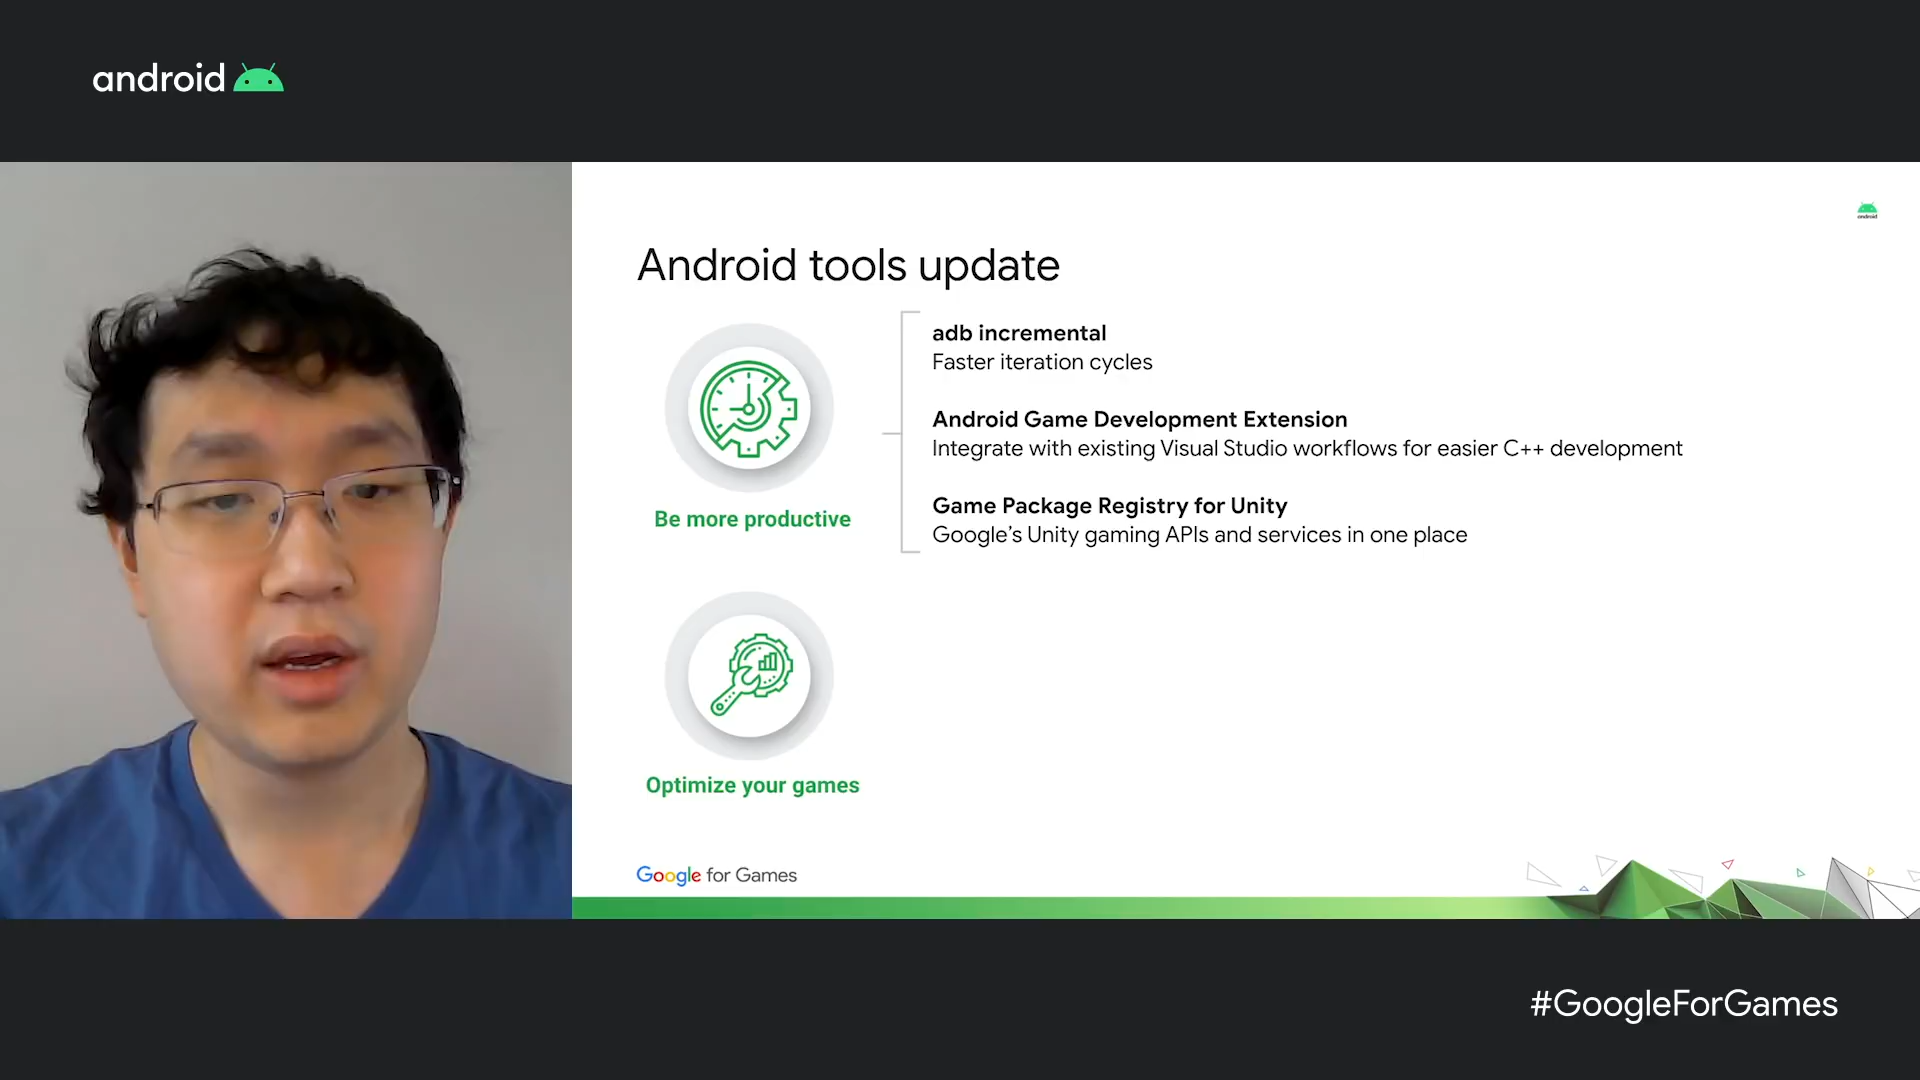 android
android
Android tools update
adb incremental
Faster iteration cycles
Android Game Development Extension
Integrate with existing Visual Studio workflows for easier C++ development
Game Package Registry for Unity
Google’s Unity gaming APIs and services in one place
Be more productive
Optimize your games
Google for Games
#GoogleForGames